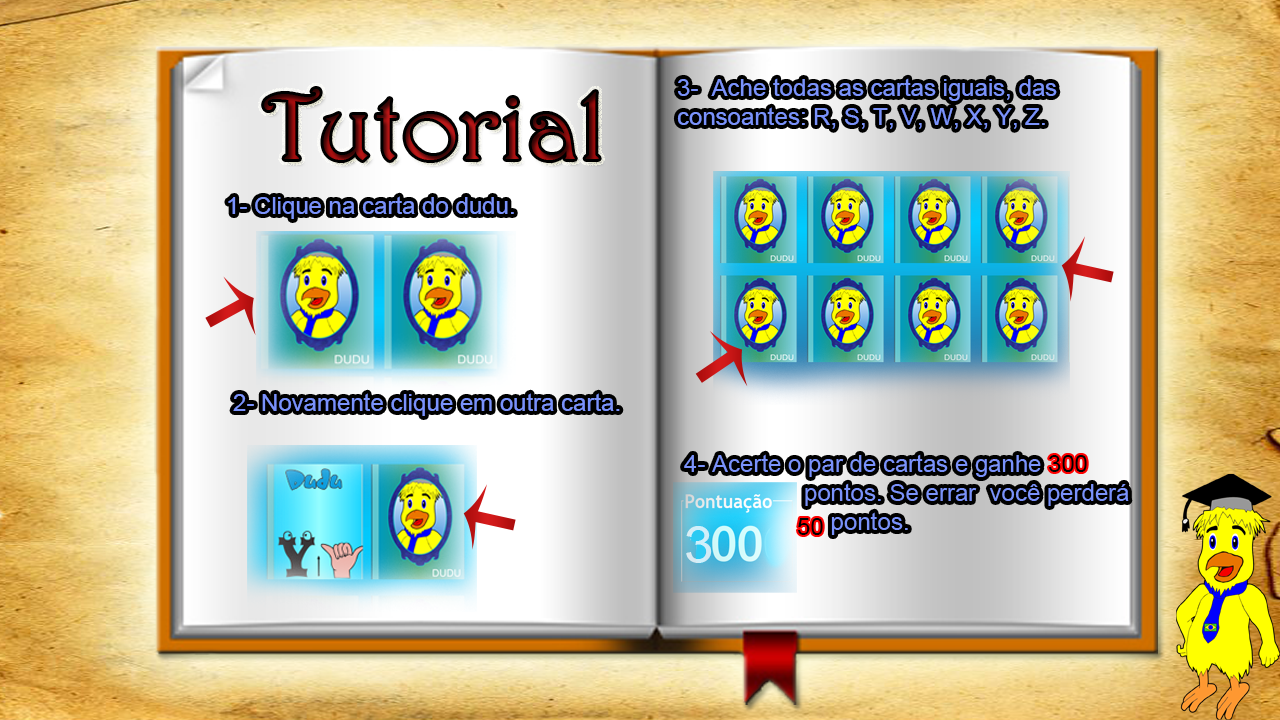 Tutorial
1- Clique na carta do dudu.
DUDU
DUDU
2- Novamente clique em outra carta.
Dudu
Y
DUDU
3- Ache todas as cartas iguais, das
consoantes: R, S, T, V, W, X, Y, Z.
DUDU DUDU DUDU DUDU
DUDU DUDU DUDU DUDU
4- Acerte o par de cartas e ganhe 300
pontos. Se errar você perderá
50 pontos.
Pontuação
300